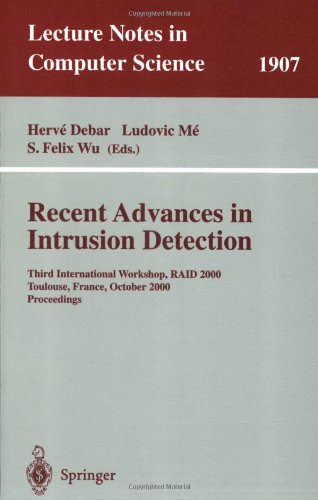 Lecture Notes in
Computer Science 1907
Hervé Debar Ludovic Mé
S. Felix Wu (Eds.)
Recent Advances in
Intrusion Detection
Third International Workshop, RAID 2000
Toulouse, France, October 2000
Proceedings
Springer